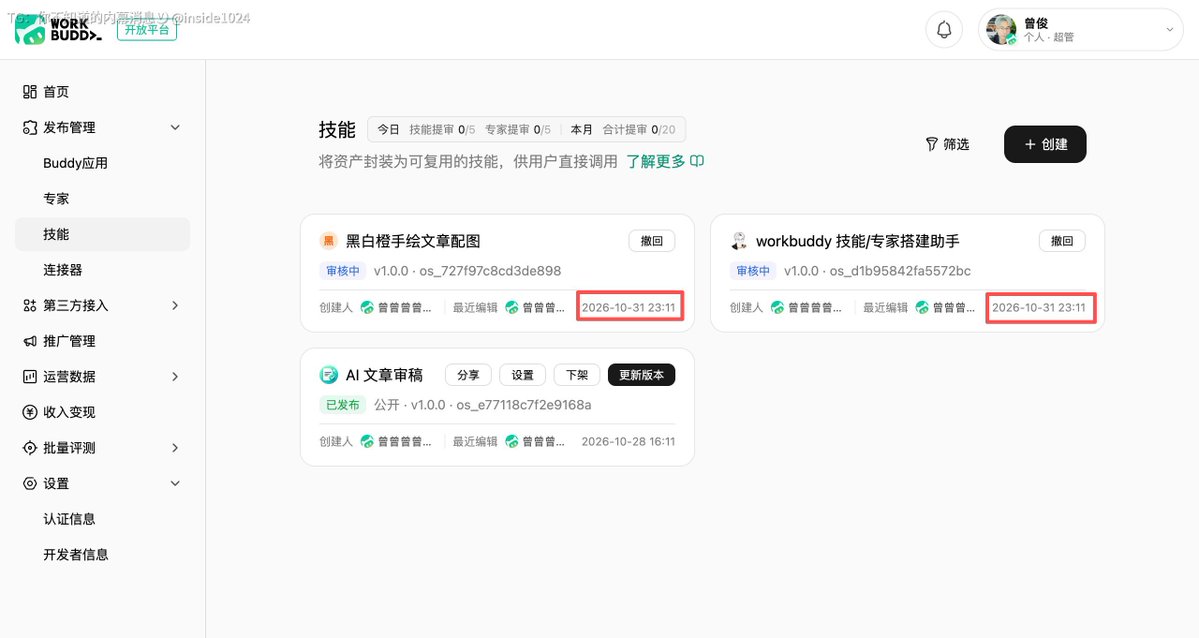 TG: 你不知道的内幕消息 》@inside1024
WORK
BUDD>_
开放平台
曾俊
个人 · 超管
首页
发布管理
Buddy应用
专家
技能
连接器
第三方接入
推广管理
运营数据
收入变现
批量评测
设置
认证信息
开发者信息
技能 今日 技能提审 0/5 专家提审 0/5 本月 合计提审 0/20
将资产封装为可复用的技能，供用户直接调用 了解更多
筛选
+ 创建
黑 黑白橙手绘文章配图 撤回
审核中 v1.0.0 · os_727f97c8cd3de898
创建人 曾曾曾曾... 最近编辑 曾曾曾... 2026-10-31 23:11
workbuddy 技能/专家搭建助手 撤回
审核中 v1.0.0 · os_d1b95842fa5572bc
创建人 曾曾曾曾... 最近编辑 曾曾曾... 2026-10-31 23:11
AI 文章审稿 分享 设置 下架 更新版本
已发布 公开 · v1.0.0 · os_e77118c7f2e9168a
创建人 曾曾曾曾... 最近编辑 曾曾曾... 2026-10-28 16:11